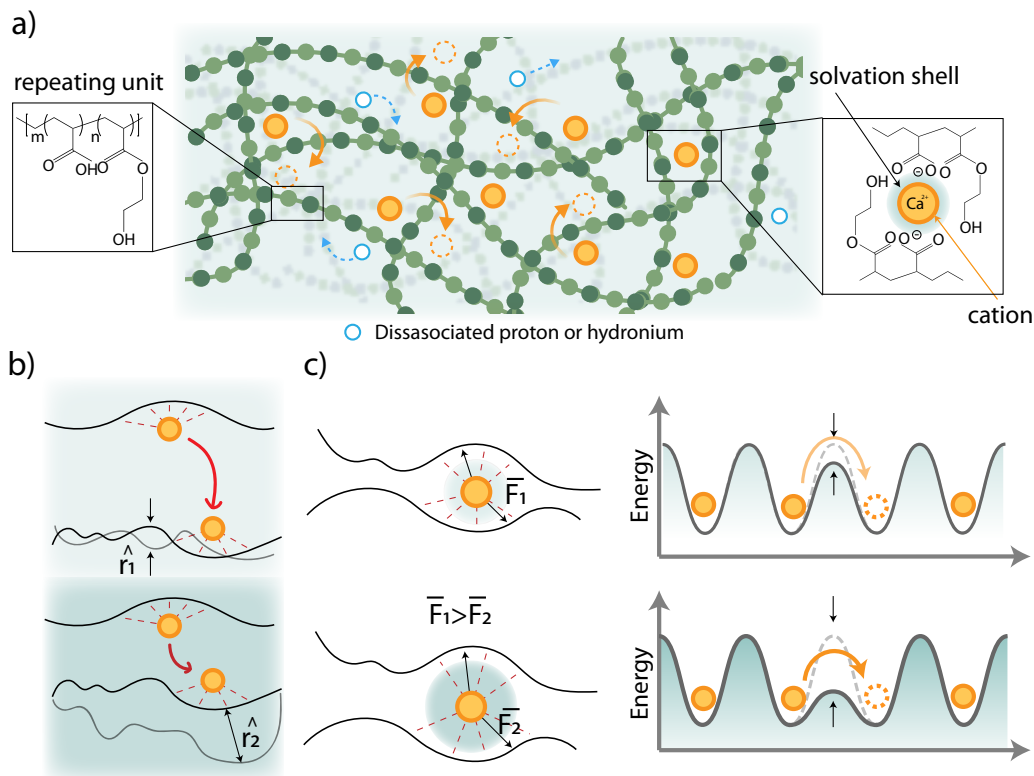 a)
repeating unit
m
n
O
OH
O
O
OH
solvation shell
OH
O
O
⊖
O
O
Ca²⁺
OH
O
O
O
⊖
O
cation
Dissasociated proton or hydronium
b)
r̂1
r̂2
c)
F̅1
F̅1>F̅2
F̅2
Energy
Energy